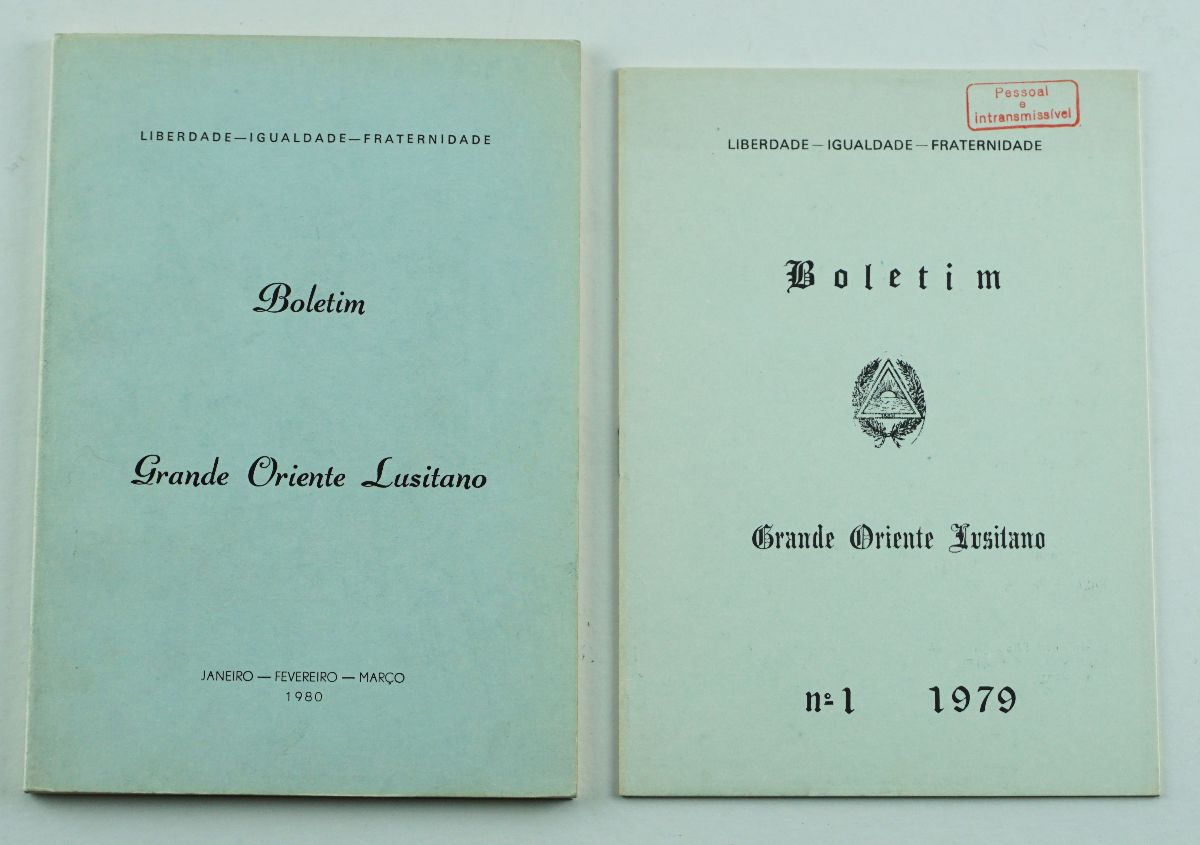 LIBERDADE—IGUALDADE—FRATERNIDADE
Boletim
Grande Oriente Lusitano
JANEIRO — FEVEREIRO — MARÇO
1980
Pessoal
e
intransmissível
LIBERDADE — IGUALDADE — FRATERNIDADE
Boletim
Grande Oriente Lusitano
nº 1 1979